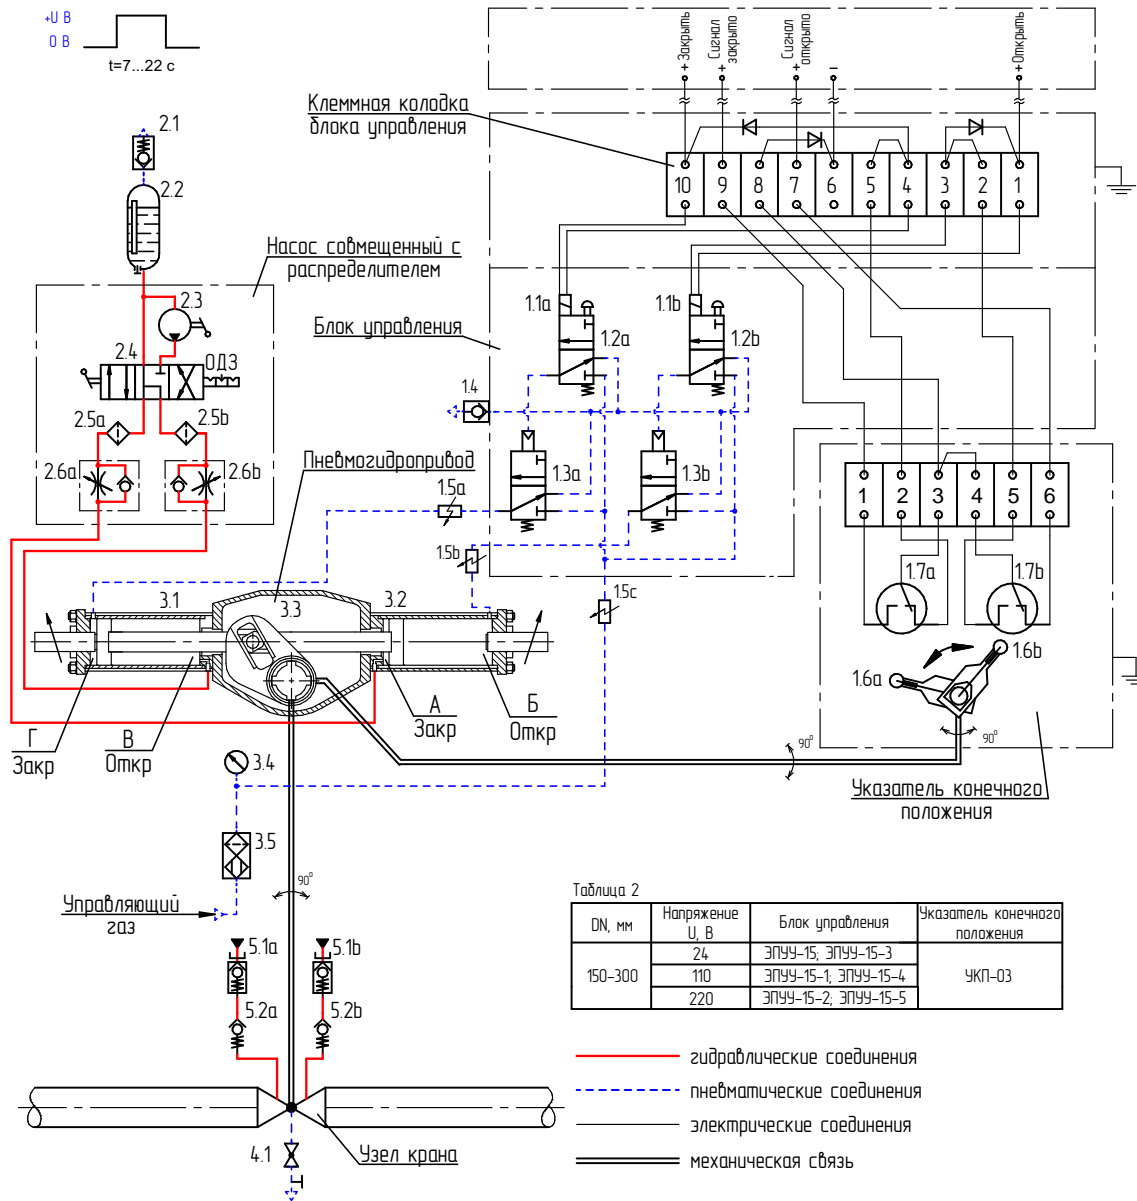 +U В
0 В
t=7...22 с
+ Закрыть
+ Сигнал
закрыто
+ Сигнал
открыто
–
+ Открыть
Клеммная колодка
блока управления
10 9 8 7 6 5 4 3 2 1
2.1
2.2
Насос совмещенный с
распределителем
2.3
2.4
ОДЗ
2.5а
2.5b
2.6а
2.6b
Блок управления
1.1а
1.1b
1.2а
1.2b
1.4
1.3а
1.3b
Пневмогидропривод
1.5а
1.5b
1.5с
1 2 3 4 5 6
1.7а
1.7b
1.6b
1.6а
90°
3.1
3.3
3.2
Г
Закр
В
Откр
А
Закр
Б
Откр
90°
Указатель конечного
положения
3.4
3.5
90°
Управляющий
газ
5.1а
5.1b
5.2а
5.2b
4.1
Узел крана
Таблица 2
DN, мм
Напряжение
U, В
Блок управления
Указатель конечного
положения
150-300
24
ЭПУУ-15; ЭПУУ-15-3
110
ЭПУУ-15-1; ЭПУУ-15-4
220
ЭПУУ-15-2; ЭПУУ-15-5
УКП-03
гидравлические соединения
пневматические соединения
электрические соединения
механическая связь